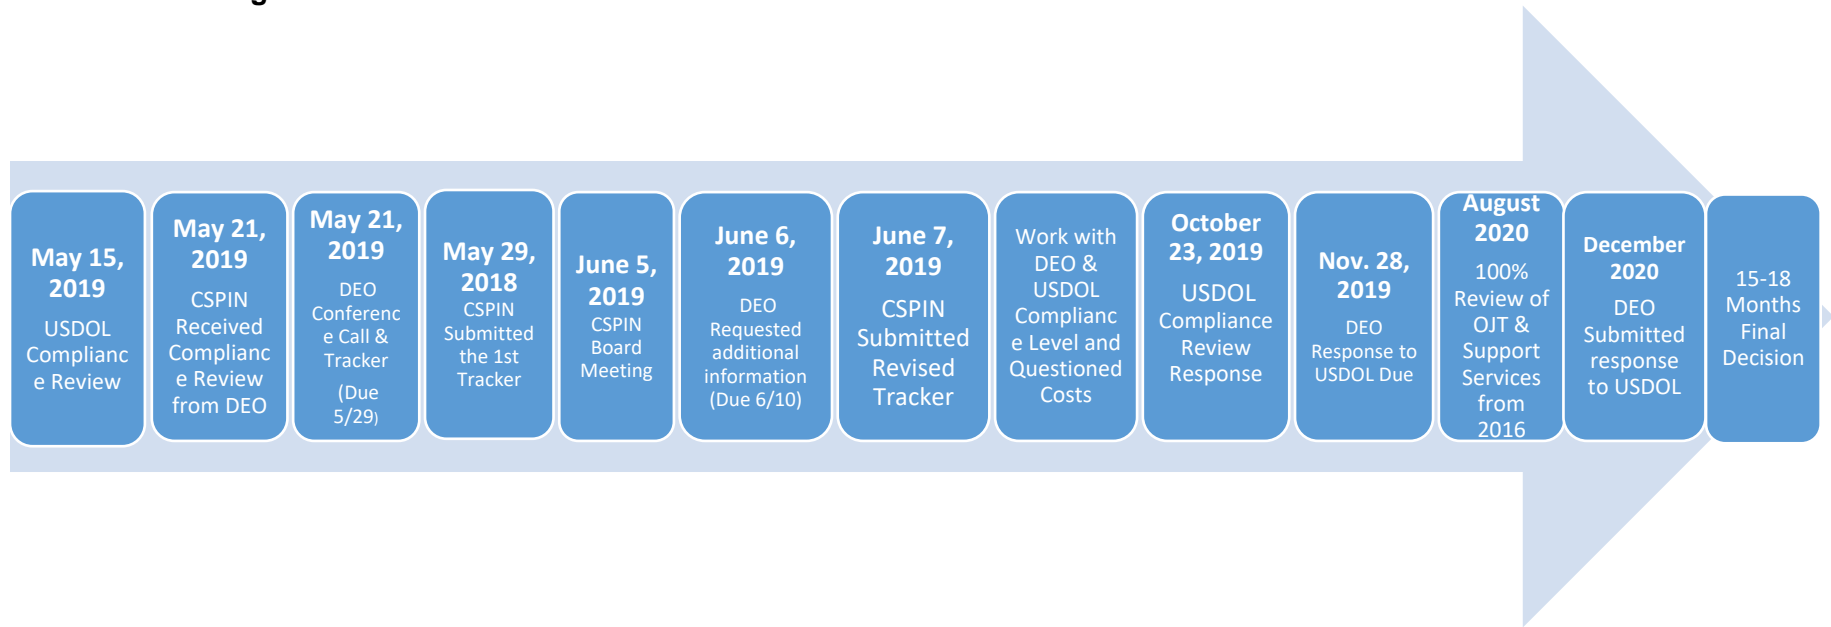 May 15,
2019
USDOL
Complianc
e Review
May 21,
2019
CSPIN
Received
Complianc
e Review
from DEO
May 21,
2019
DEO
Conferenc
e Call &
Tracker
(Due
5/29)
May 29,
2018
CSPIN
Submitted
the 1st
Tracker
June 5,
2019
CSPIN
Board
Meeting
June 6,
2019
DEO
Requested
additional
information
(Due 6/10)
June 7,
2019
CSPIN
Submitted
Revised
Tracker
Work with
DEO &
USDOL
Complianc
e Level and
Questioned
Costs
October
23, 2019
USDOL
Compliance
Review
Response
Nov. 28,
2019
DEO
Response to
USDOL Due
August
2020
100%
Review of
OJT &
Support
Services
from
2016
December
2020
DEO
Submitted
response
to USDOL
15-18
Months
Final
Decision